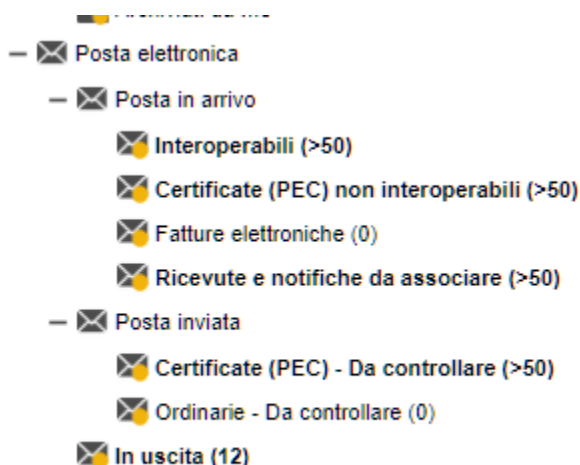 Posta elettronica
Posta in arrivo
Interoperabili (>50)
Certificate (PEC) non interoperabili (>50)
Fatture elettroniche (0)
Ricevute e notifiche da associare (>50)
Posta inviata
Certificate (PEC) - Da controllare (>50)
Ordinarie - Da controllare (0)
In uscita (12)